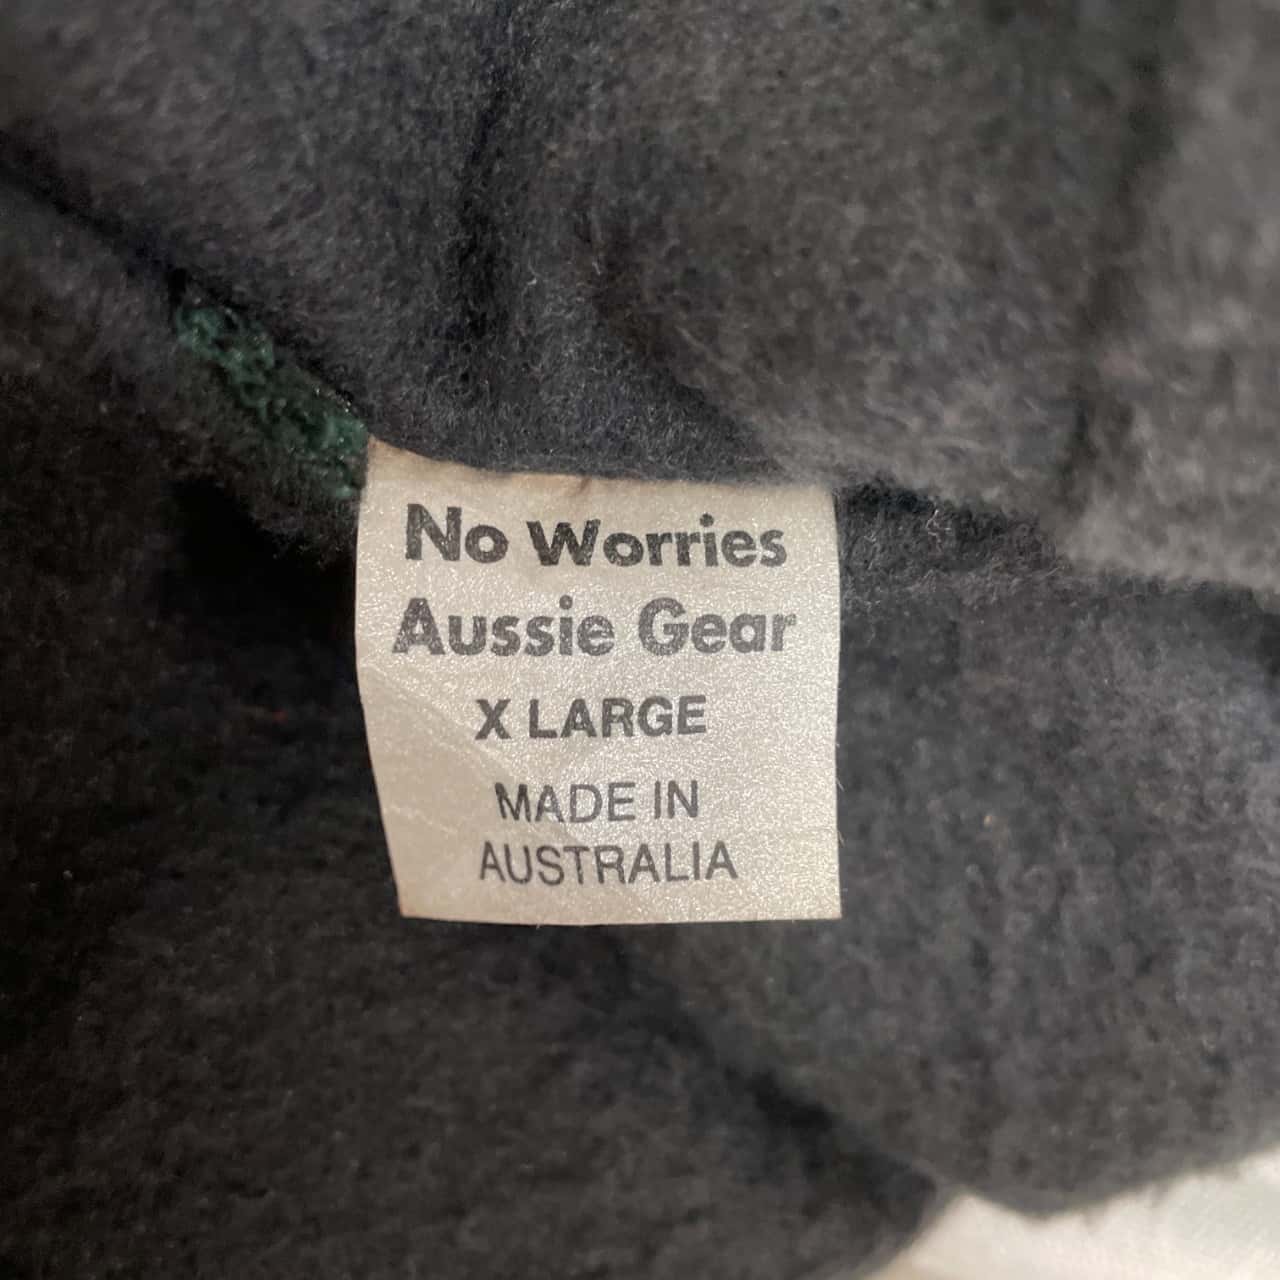 No Worries
Aussie Gear
X LARGE
MADE IN
AUSTRALIA